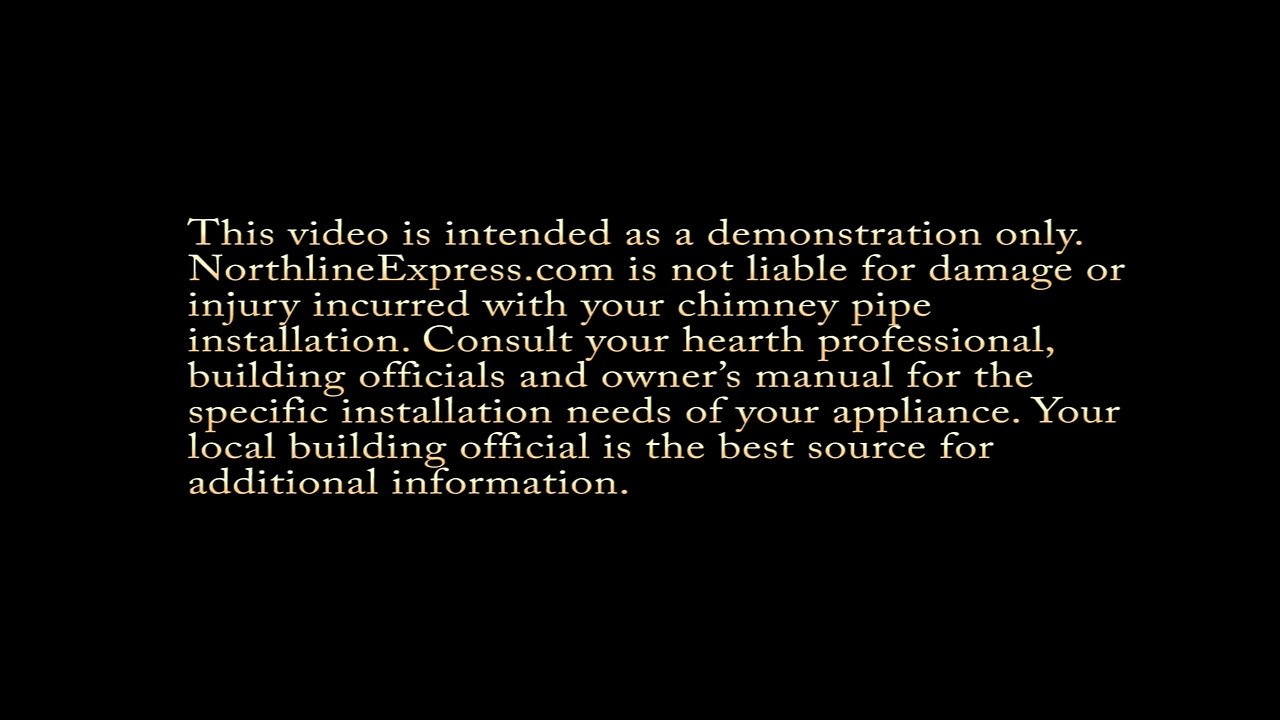 This video is intended as a demonstration only.
NorthlineExpress.com is not liable for damage or
injury incurred with your chimney pipe
installation. Consult your hearth professional,
building officials and owner’s manual for the
specific installation needs of your appliance. Your
local building official is the best source for
additional information.